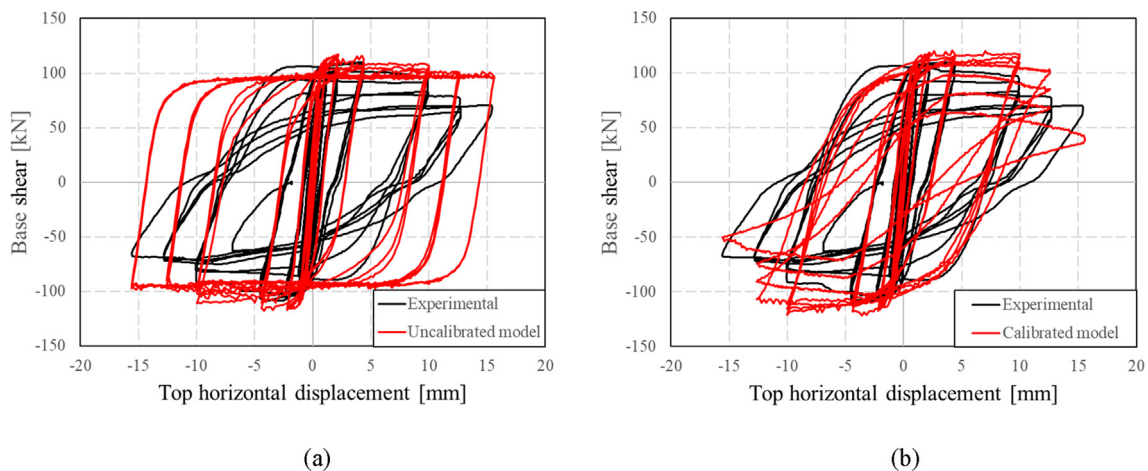 150
100
50
0
-50
-100
-150
Base shear [kN]
-20 -15 -10 -5 0 5 10 15 20
Top horizontal displacement [mm]
Experimental
Uncalibrated model
(a)
150
100
50
0
-50
-100
-150
Base shear [kN]
-20 -15 -10 -5 0 5 10 15 20
Top horizontal displacement [mm]
Experimental
Calibrated model
(b)